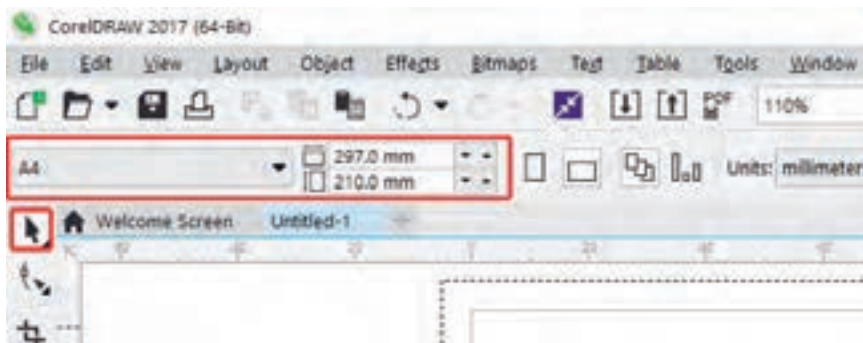 CorelDRAW 2017 (64-Bit)
File Edit View Layout Object Effects Bitmaps Text Table Tools Window
PDF 110%
A4 297.0 mm
210.0 mm
Units: millimeter
Welcome Screen Untitled-1